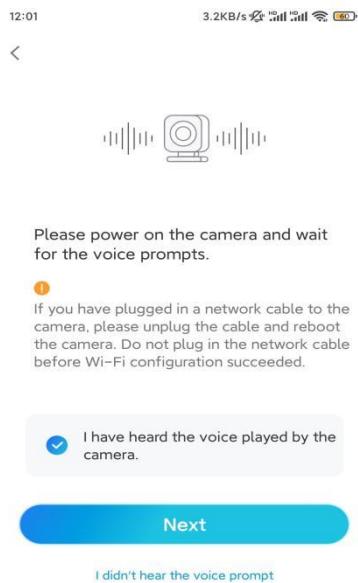 12:01 3.2KB/s 60
Please power on the camera and wait
for the voice prompts.
If you have plugged in a network cable to the
camera, please unplug the cable and reboot
the camera. Do not plug in the network cable
before Wi-Fi configuration succeeded.
I have heard the voice played by the
camera.
Next
I didn't hear the voice prompt